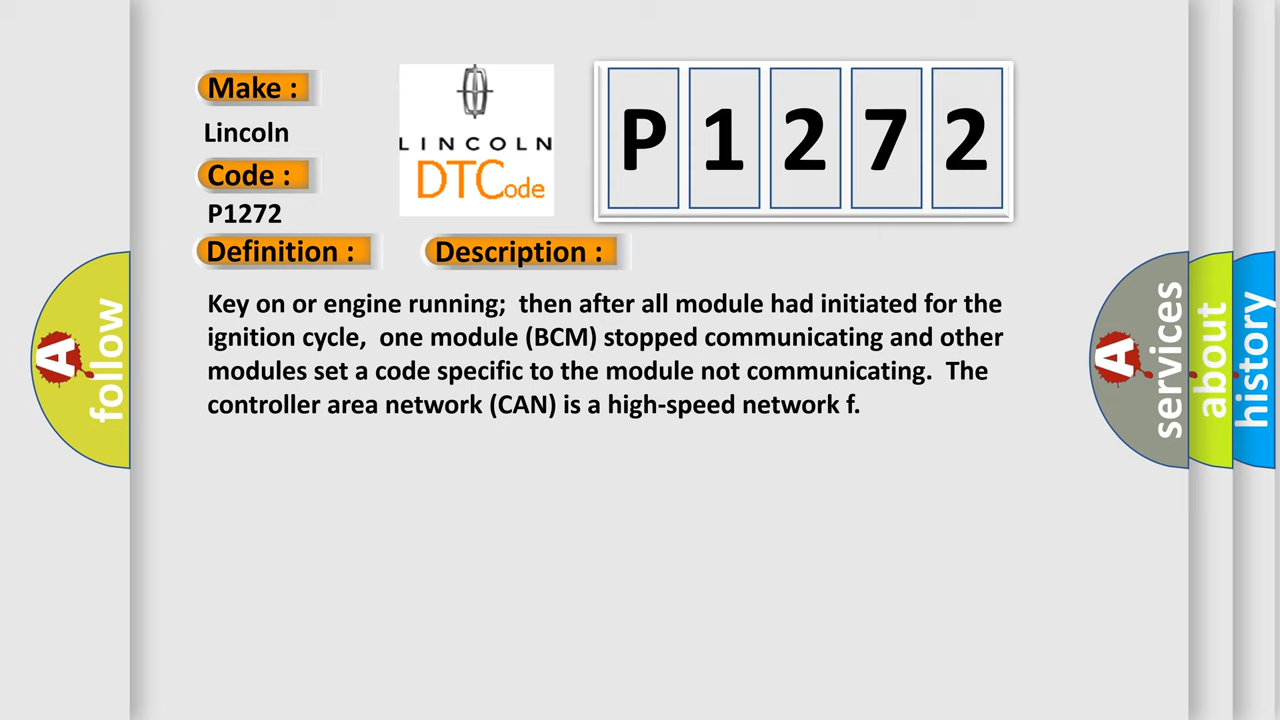 Make :
Lincoln
Code :
P1272
Definition :
Description :
LINCOLN
DTCode
P 1 2 7 2
Key on or engine running; then after all module had initiated for the
ignition cycle, one module (BCM) stopped communicating and other
modules set a code specific to the module not communicating. The
controller area network (CAN) is a high-speed network f.
A follow
A services
about
history